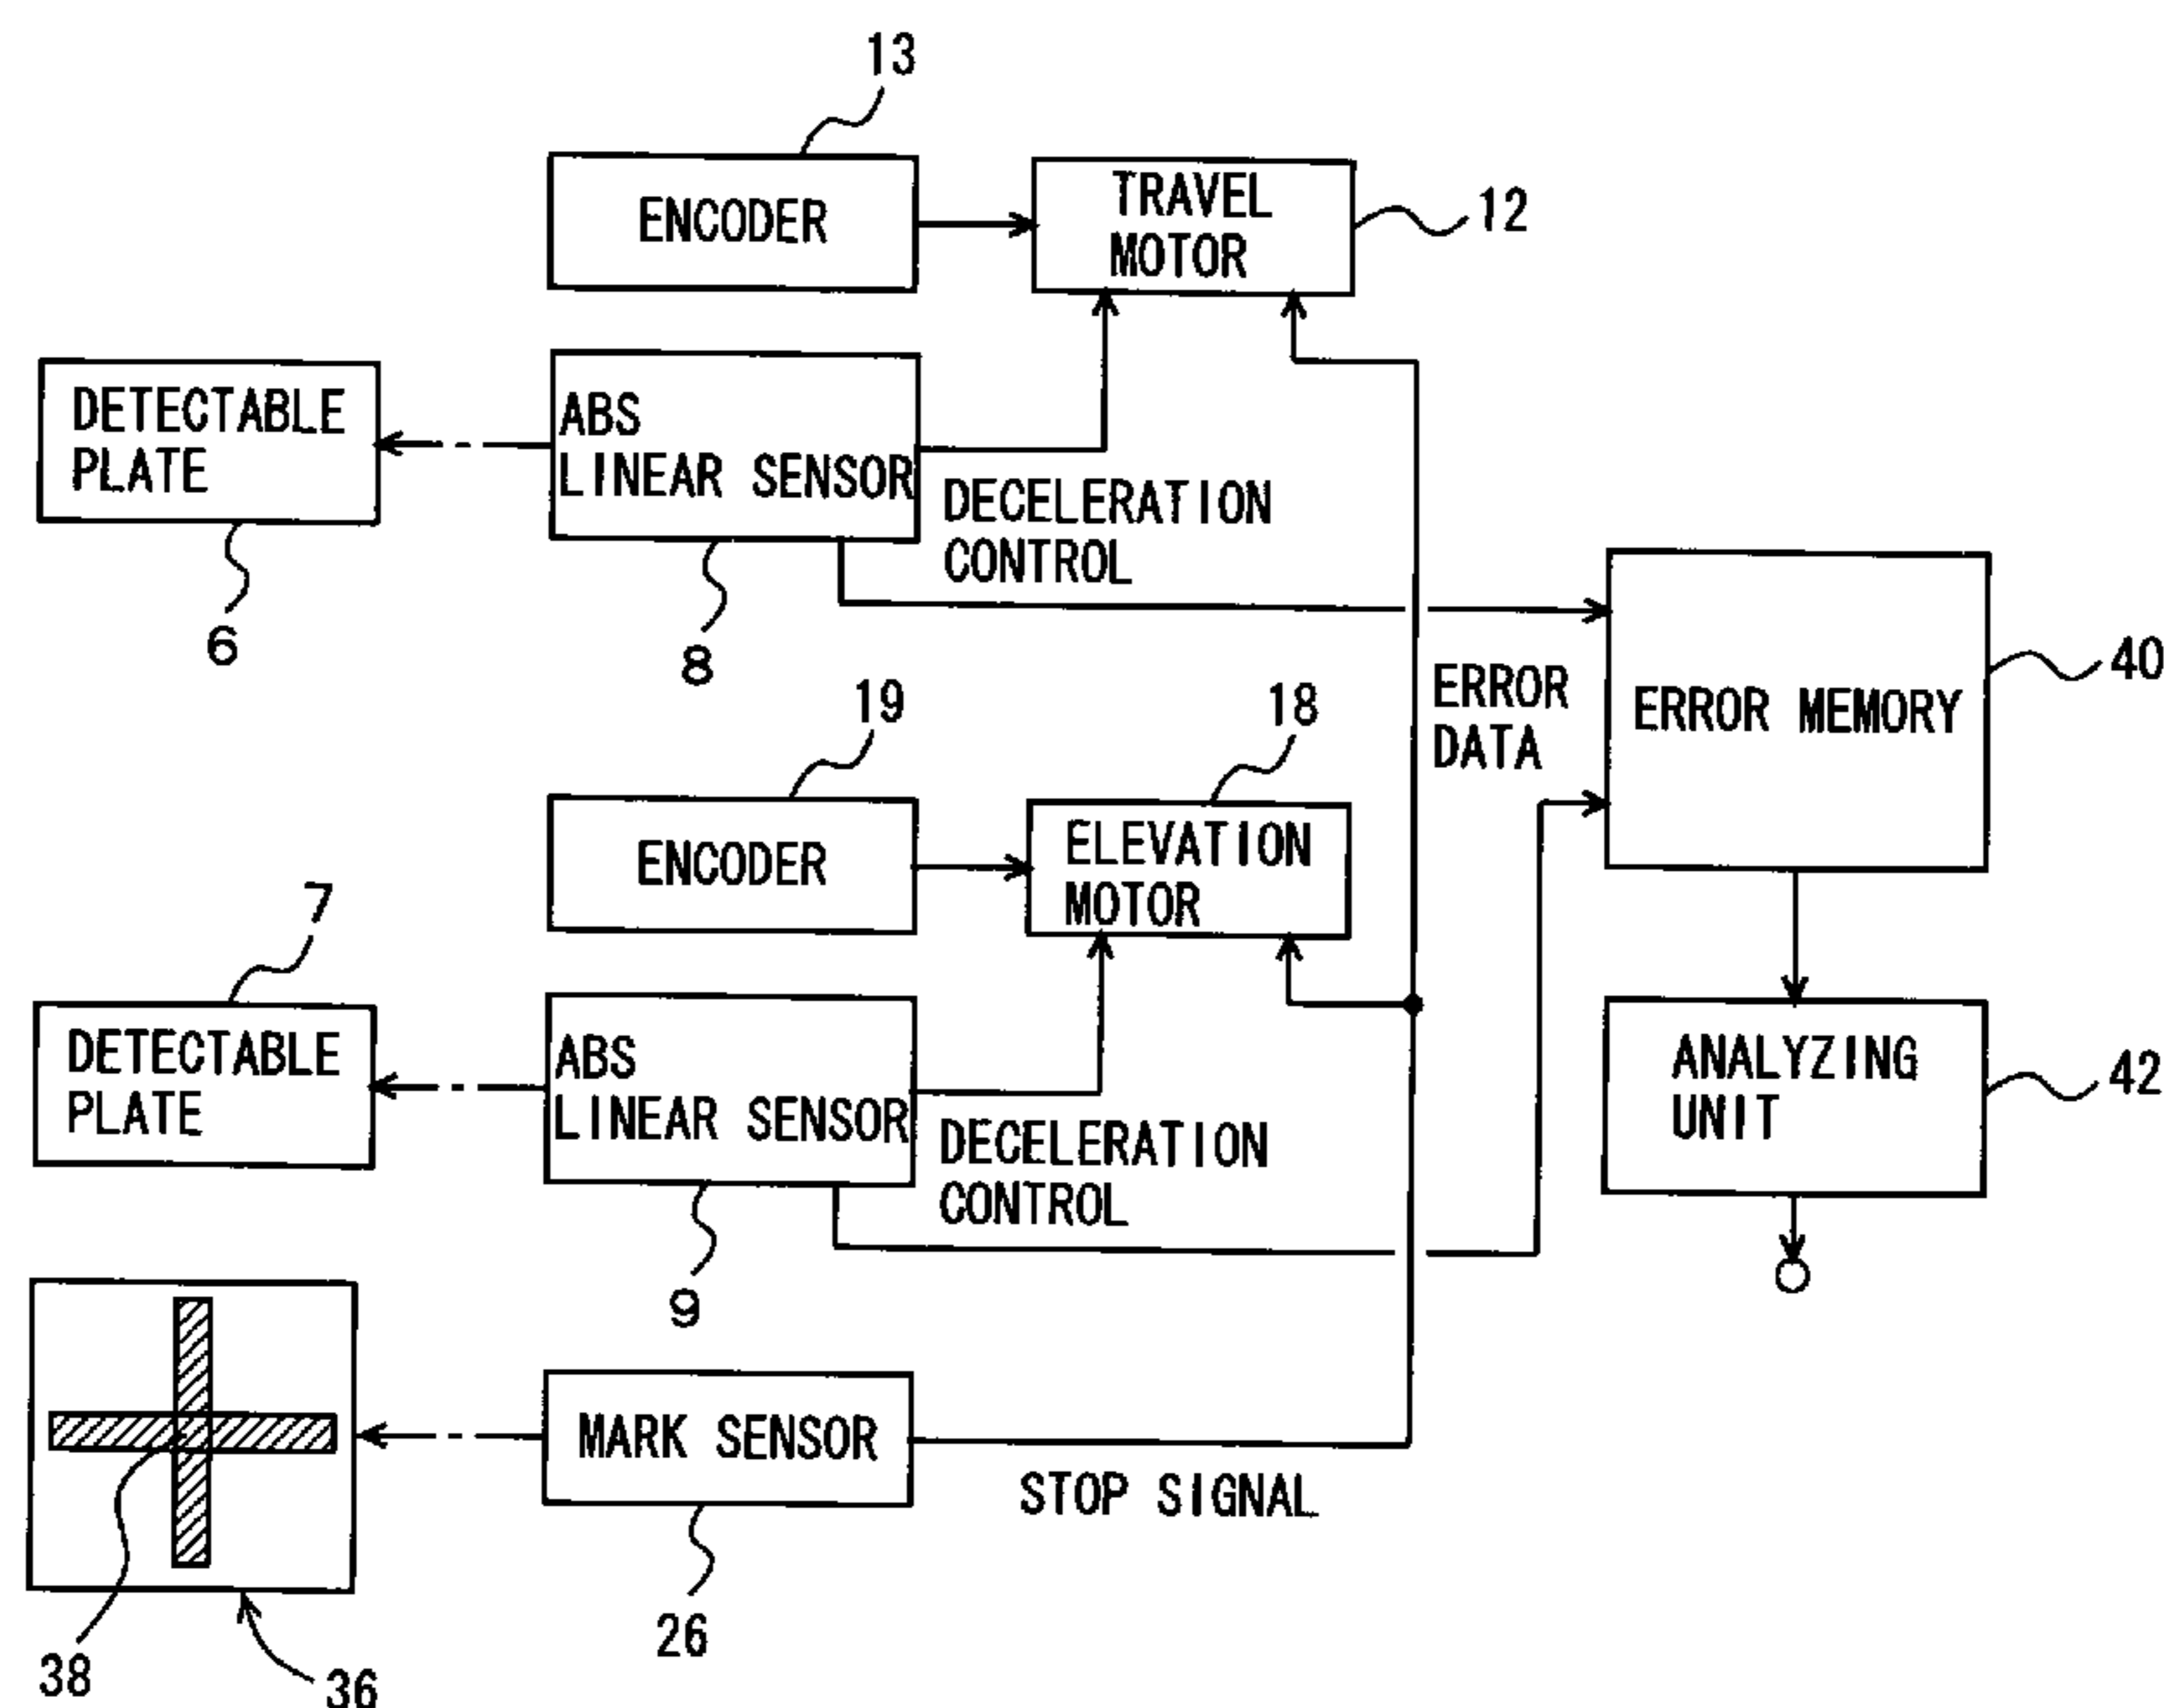 13
ENCODER
TRAVEL
MOTOR
12
DETECTABLE
PLATE
6
ABS
LINEAR SENSOR
8
DECELERATION
CONTROL
ERROR
DATA
ERROR MEMORY
40
19
ENCODER
18
ELEVATION
MOTOR
7
DETECTABLE
PLATE
ABS
LINEAR SENSOR
9
DECELERATION
CONTROL
ANALYZING
UNIT
42
MARK SENSOR
26
STOP SIGNAL
38
36